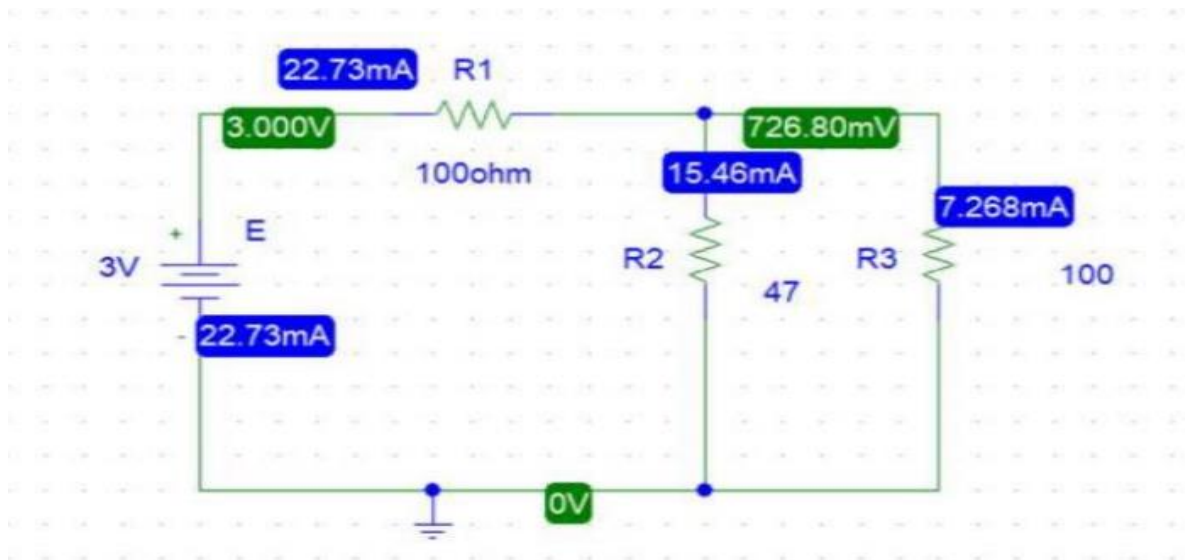 22.73mA R1
3.000V 726.80mV
100ohm 15.46mA
7.268mA
+ E
3V R2 R3
47 100
- 22.73mA
0V